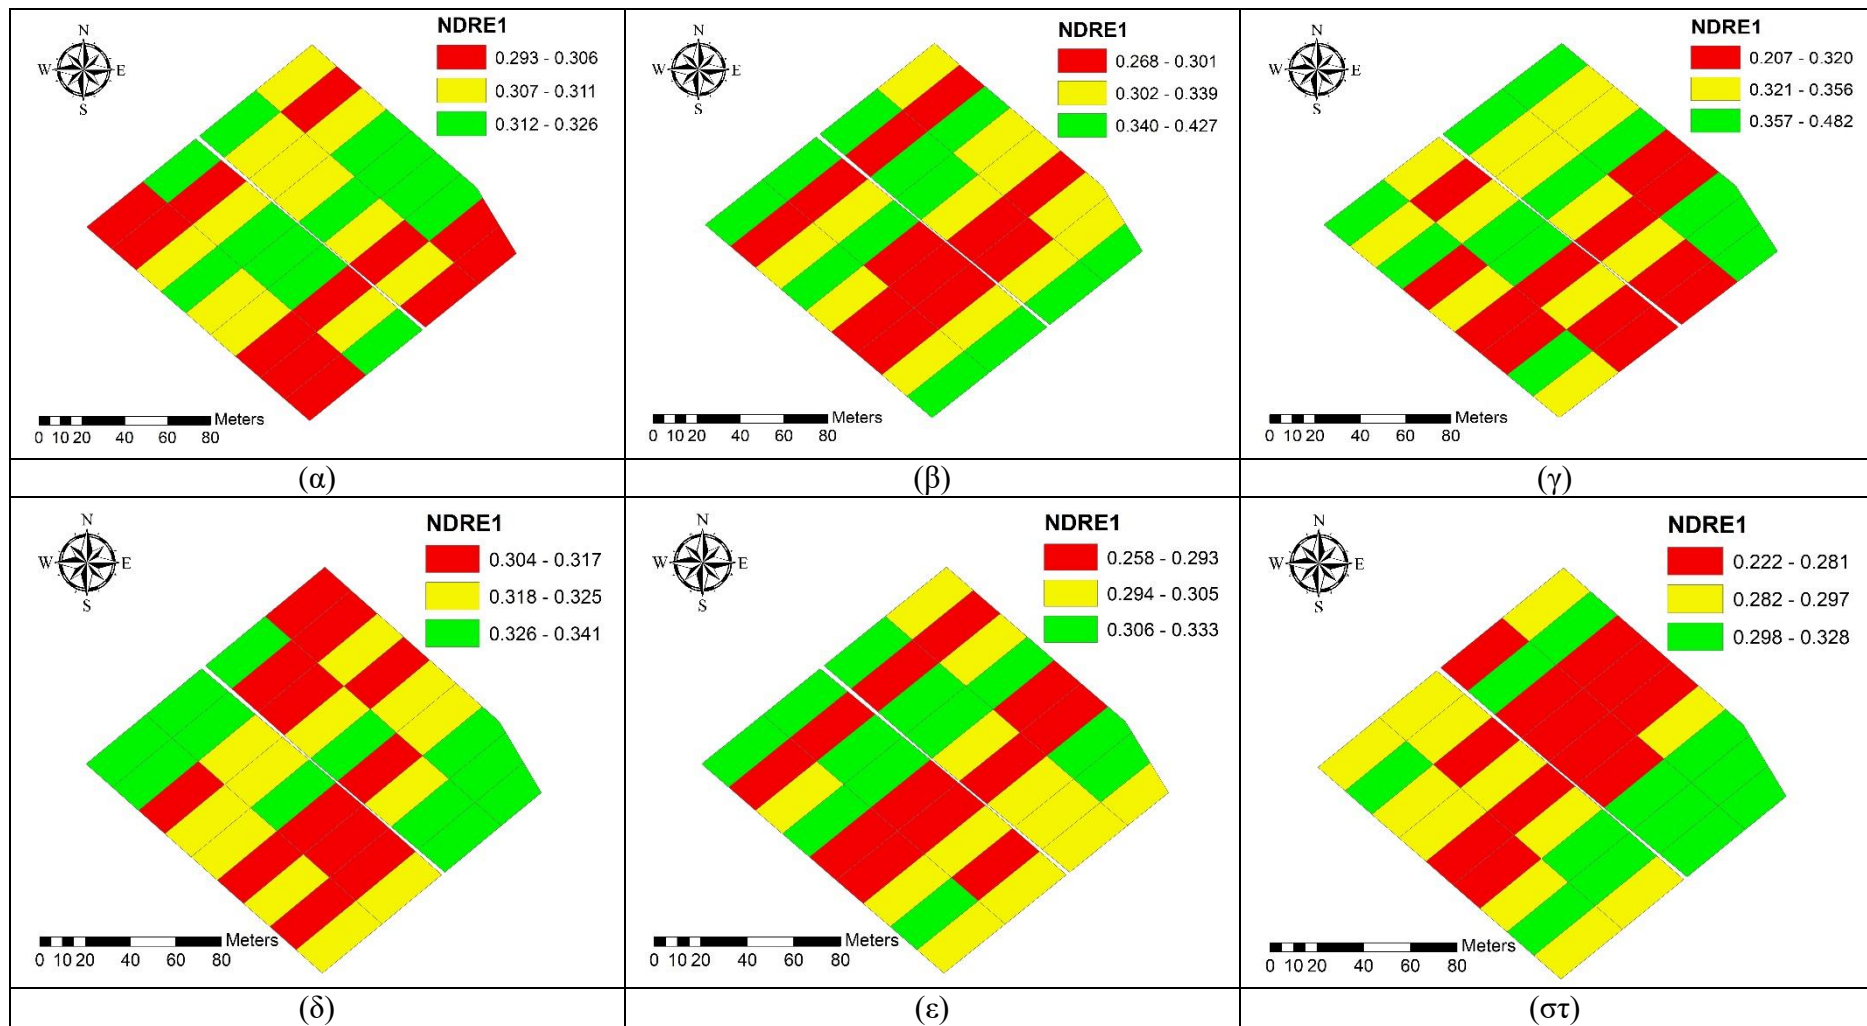 NDRE1
N
W E
S
0.293 - 0.306
0.307 - 0.311
0.312 - 0.326
Meters
0 10 20 40 60 80
(α)
NDRE1
N
W E
S
0.268 - 0.301
0.302 - 0.339
0.340 - 0.427
Meters
0 10 20 40 60 80
(β)
NDRE1
N
W E
S
0.207 - 0.320
0.321 - 0.356
0.357 - 0.482
Meters
0 10 20 40 60 80
(γ)
NDRE1
N
W E
S
0.304 - 0.317
0.318 - 0.325
0.326 - 0.341
Meters
0 10 20 40 60 80
(δ)
NDRE1
N
W E
S
0.258 - 0.293
0.294 - 0.305
0.306 - 0.333
Meters
0 10 20 40 60 80
(ε)
NDRE1
N
W E
S
0.222 - 0.281
0.282 - 0.297
0.298 - 0.328
Meters
0 10 20 40 60 80
(στ)